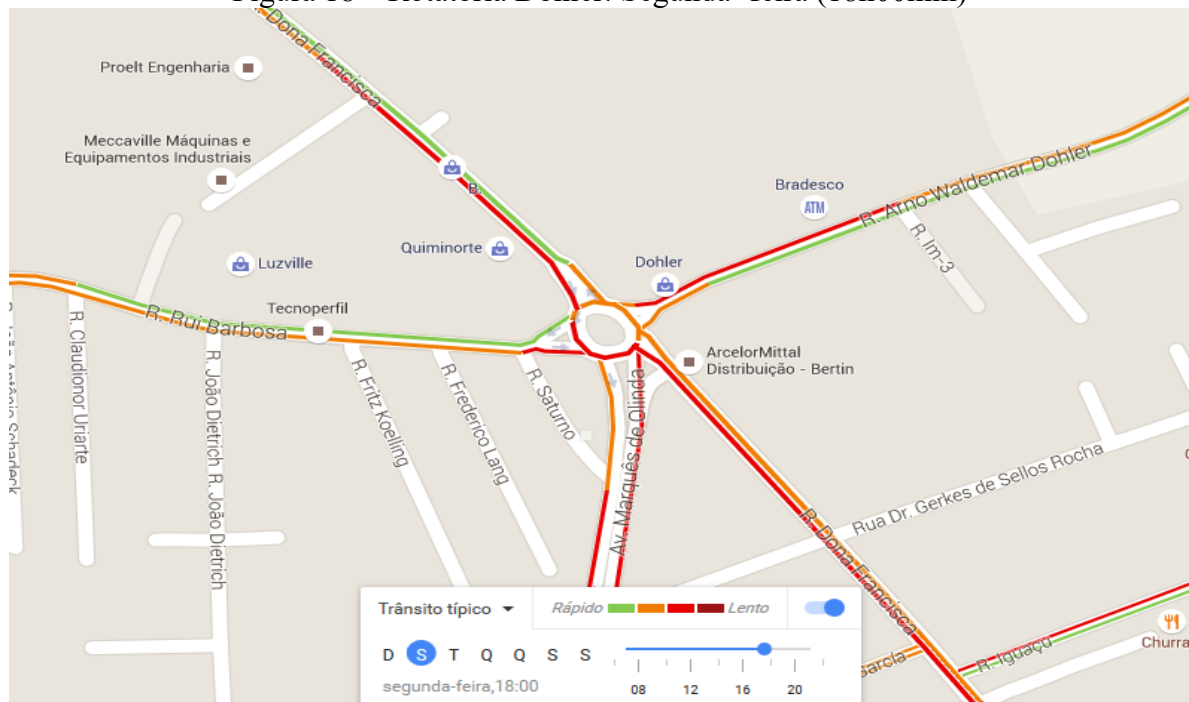 R. Dona Francisca
Proelt Engenharia
Meccaville Máquinas e
Equipamentos Industriais
B.
Quiminorte
Luzville
Tecnoperfil
R. Rui Barbosa
Dohler
Bradesco
ATM
R. Arno Waldemar Dohler
R. Im-3
ArcelorMittal
Distribuição - Bertin
R. Claudionor Uriarte
R. João Dietrich R. João Dietrich
R. Fritz Koelling
R. Frederico Lang
R. Saturno
Av. Marquês de Olinda
Rua Dr. Gerkes de Sellos Rocha
R. Dona Francisca
R. Iguaçu
Churra
García
Trânsito típico
Rápido
Lento
D S T Q Q S S
segunda-feira,18:00
08 12 16 20